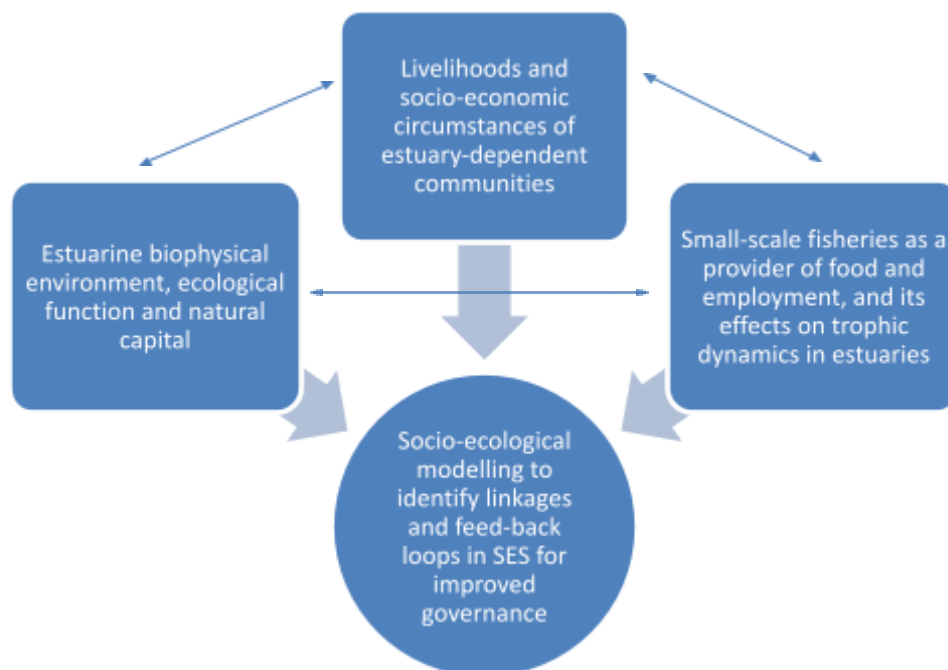 Livelihoods and
socio-economic
circumstances of
estuary-dependent
communities
Estuarine biophysical
environment, ecological
function and natural
capital
Small-scale fisheries as a
provider of food and
employment, and its
effects on trophic
dynamics in estuaries
Socio-ecological
modelling to
identify linkages
and feed-back
loops in SES for
improved
governance